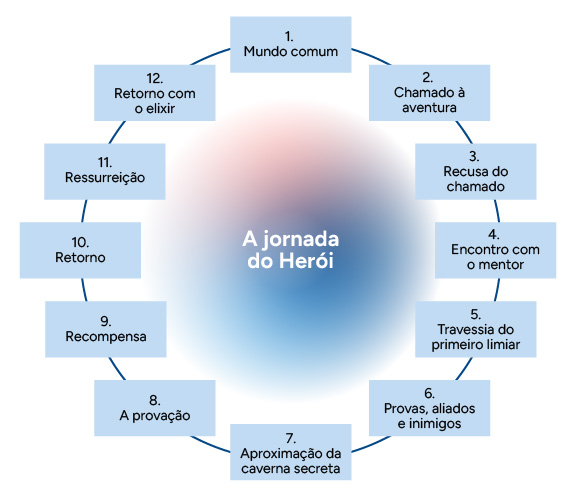 1.
Mundo comum
2.
Chamado à
aventura
3.
Recusa do
chamado
4.
Encontro com
o mentor
5.
Travessia do
primeiro limiar
6.
Provas, aliados
e inimigos
7.
Aproximação da
caverna secreta
8.
A provação
9.
Recompensa
10.
Retorno
11.
Ressurreição
12.
Retorno com
o elixir
A jornada
do Herói